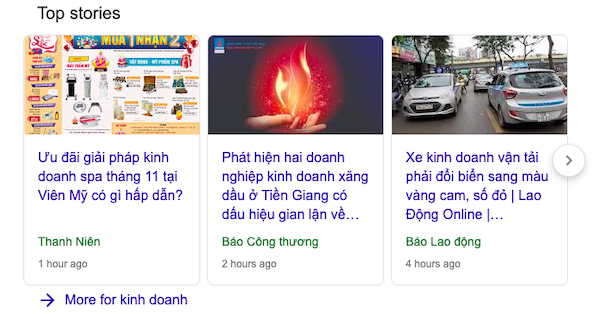 Top stories
MUA 1 NHẬN 2
Ưu đãi giải pháp kinh
doanh spa tháng 11 tại
Viên Mỹ có gì hấp dẫn?
Thanh Niên
1 hour ago
Phát hiện hai doanh
nghiệp kinh doanh xăng
dầu ở Tiền Giang có
dấu hiệu gian lận về…
Báo Công thương
2 hours ago
Xe kinh doanh vận tải
phải đổi biển sang màu
vàng cam, số đỏ | Lao
Động Online |…
Báo Lao động
4 hours ago
More for kinh doanh